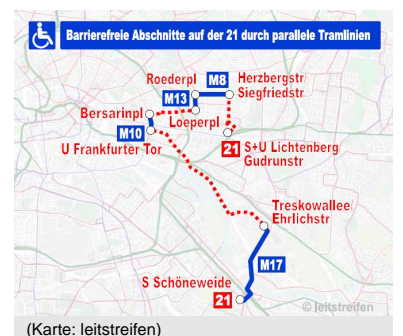 Barrierefreie Abschnitte auf der 21 durch parallele Tramlinien
Roederpl
M8
Herzbergstr/
Siegfriedstr
M13
Bersarinpl
Loeperpl
M10
U Frankfurter Tor
21
S+U Lichtenberg/
Gudrunstr
Treskowallee/
Ehrlichstr
M17
S Schöneweide
21
© leitstreifen
(Karte: leitstreifen)